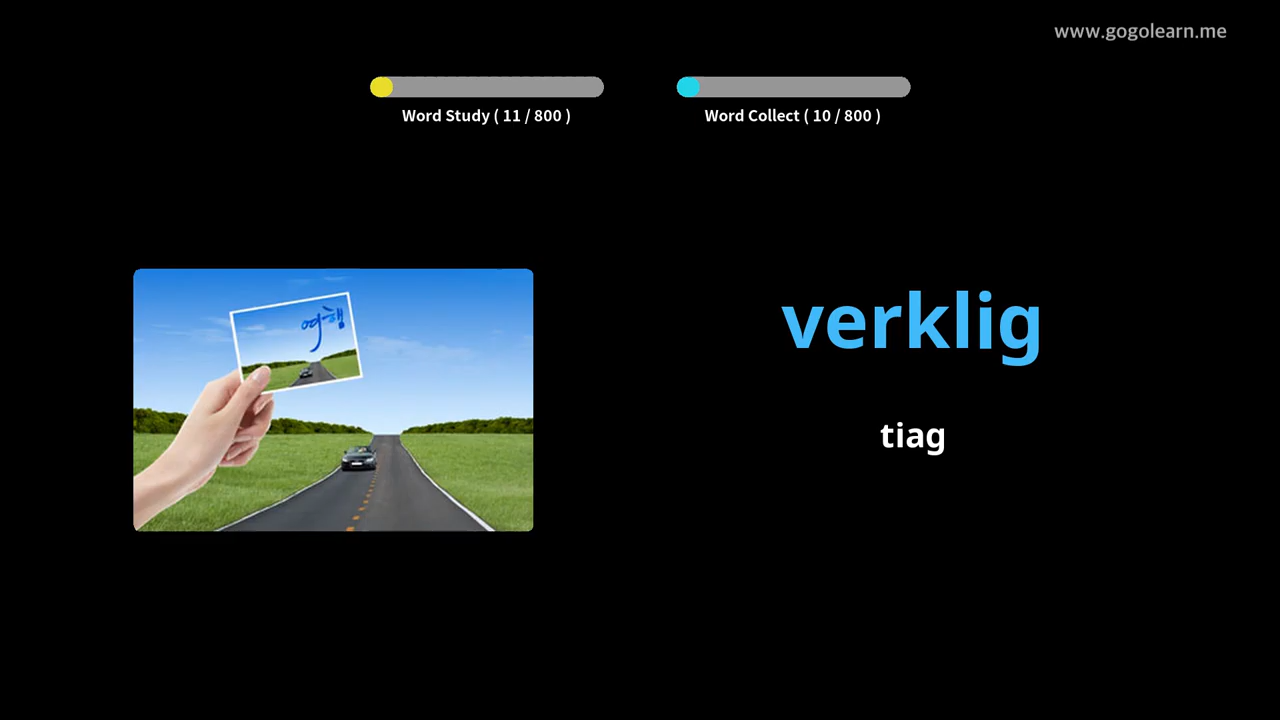 www.gogolearn.me
Word Study ( 11 / 800 )
Word Collect ( 10 / 800 )
여행
verklig
tiag